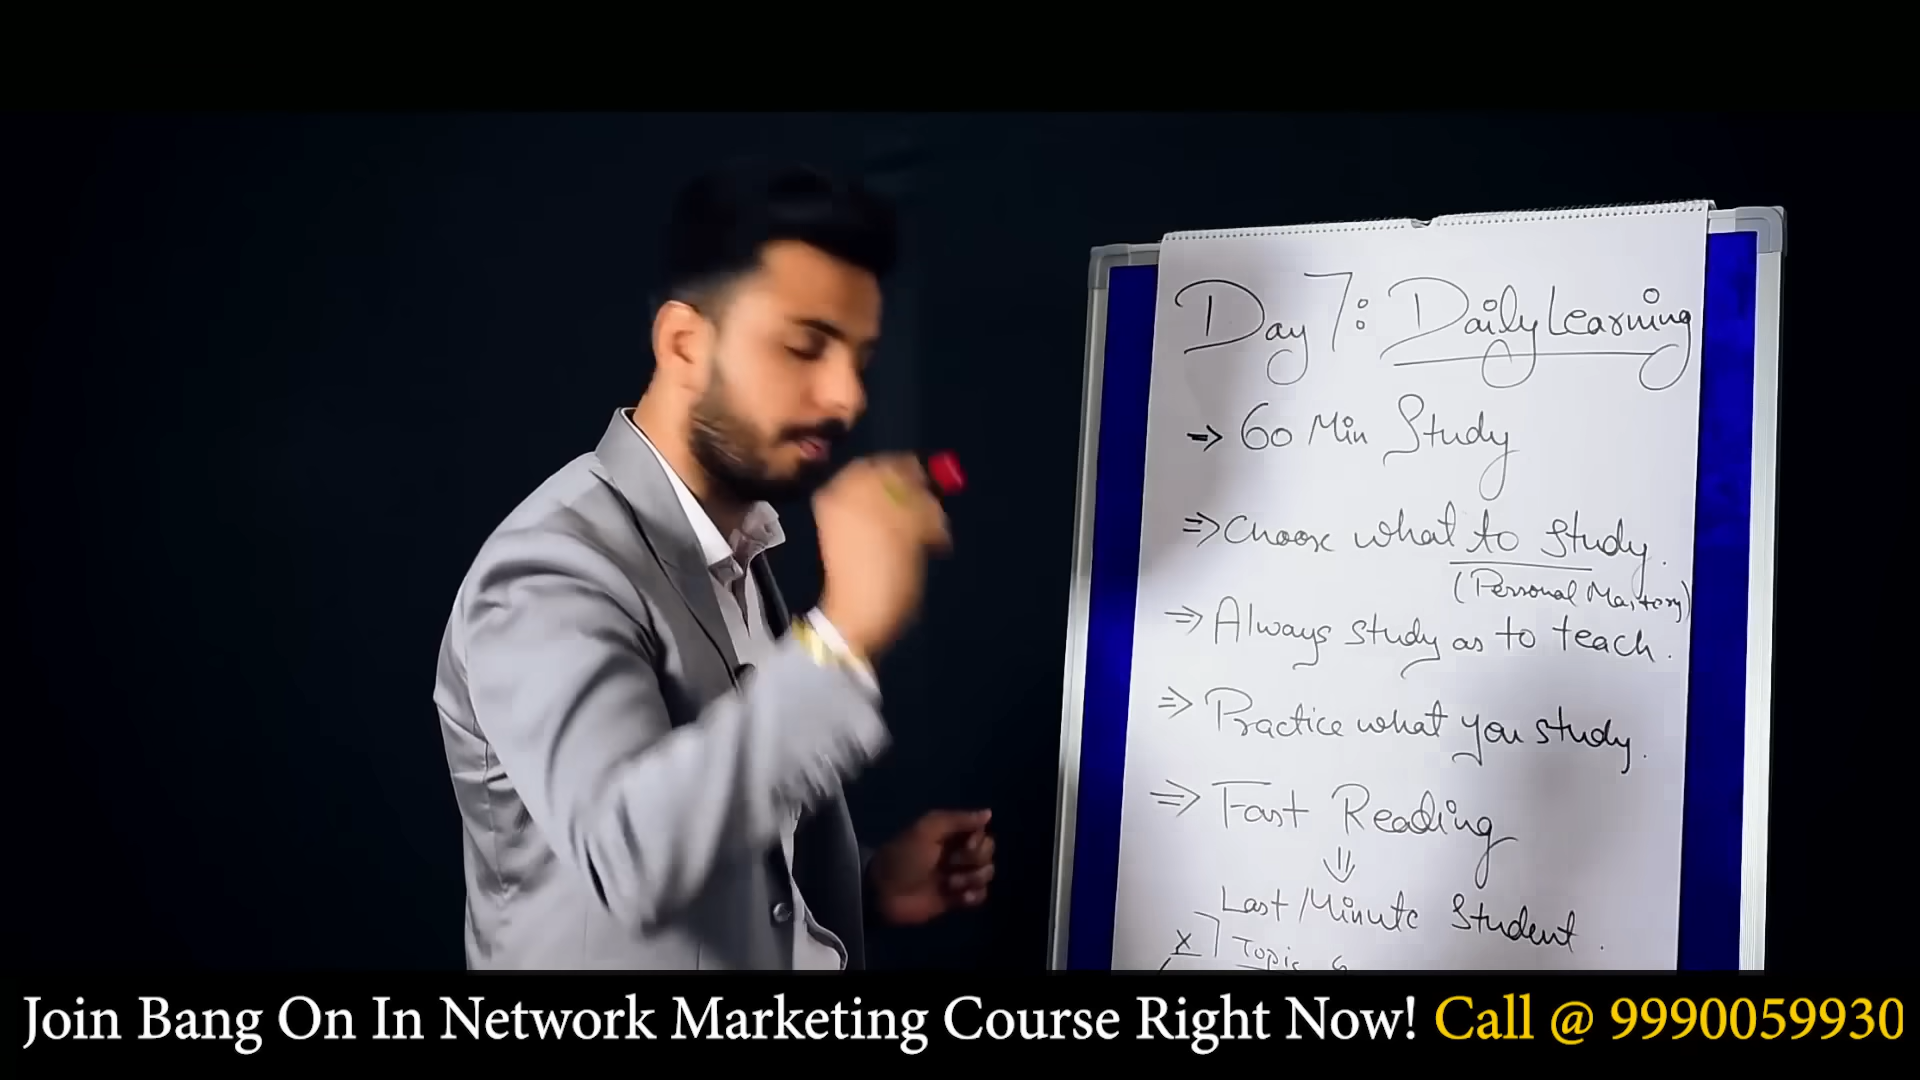 Day 7: Daily Learning
⇒ 60 Min Study
⇒ Choose what to study.
(Personal Mastery)
⇒ Always study as to teach.
⇒ Practice what you study.
⇒ Fast Reading
⇓
Last Minute Student.
X Topic
Join Bang On In Network Marketing Course Right Now! Call @ 9990059930